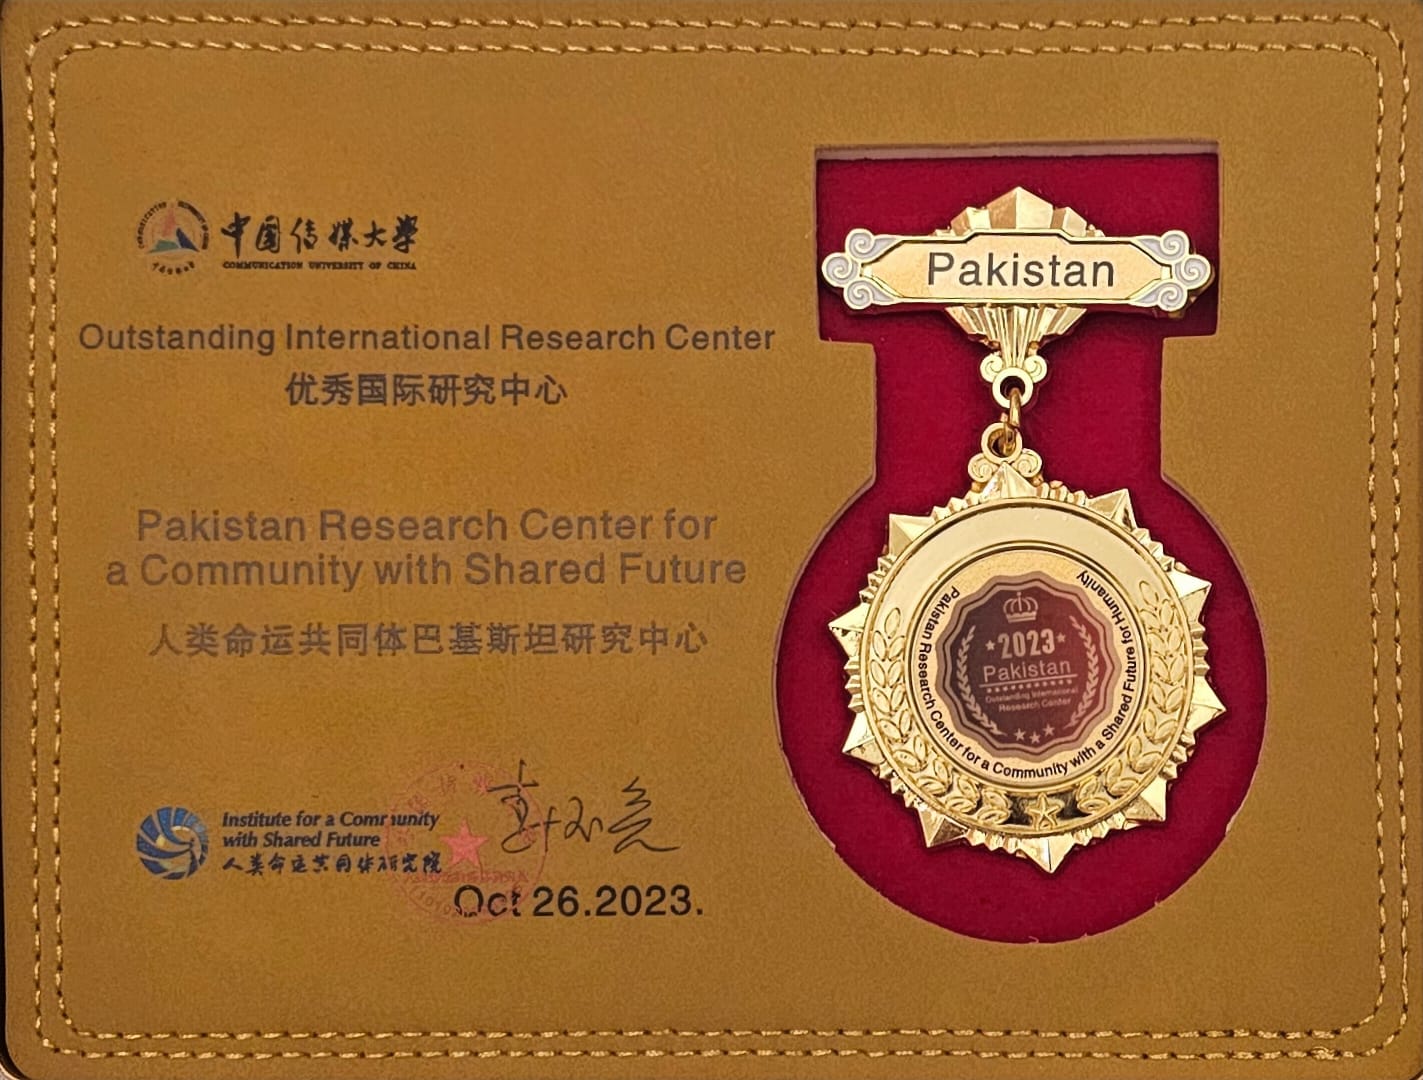 中国传媒大学
COMMUNICATION UNIVERSITY OF CHINA
Outstanding International Research Center
优秀国际研究中心
Pakistan Research Center for
a Community with Shared Future
人类命运共同体巴基斯坦研究中心
Institute for a Community
with Shared Future
人类命运共同体研究院
Oct 26.2023.
Pakistan
Pakistan Research Center for a Community with a Shared Future for Humanity
2023
Pakistan
Outstanding International
Research Center